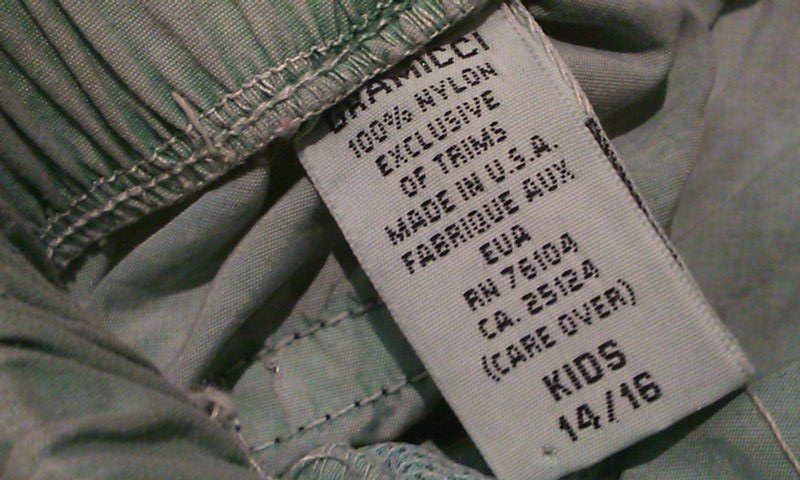 GRAMICCI
100% NYLON
EXCLUSIVE
OF TRIMS
MADE IN U.S.A.
FABRIQUE AUX
EUA
RN 76104
CA. 25124
(CARE OVER)
KIDS
14/16